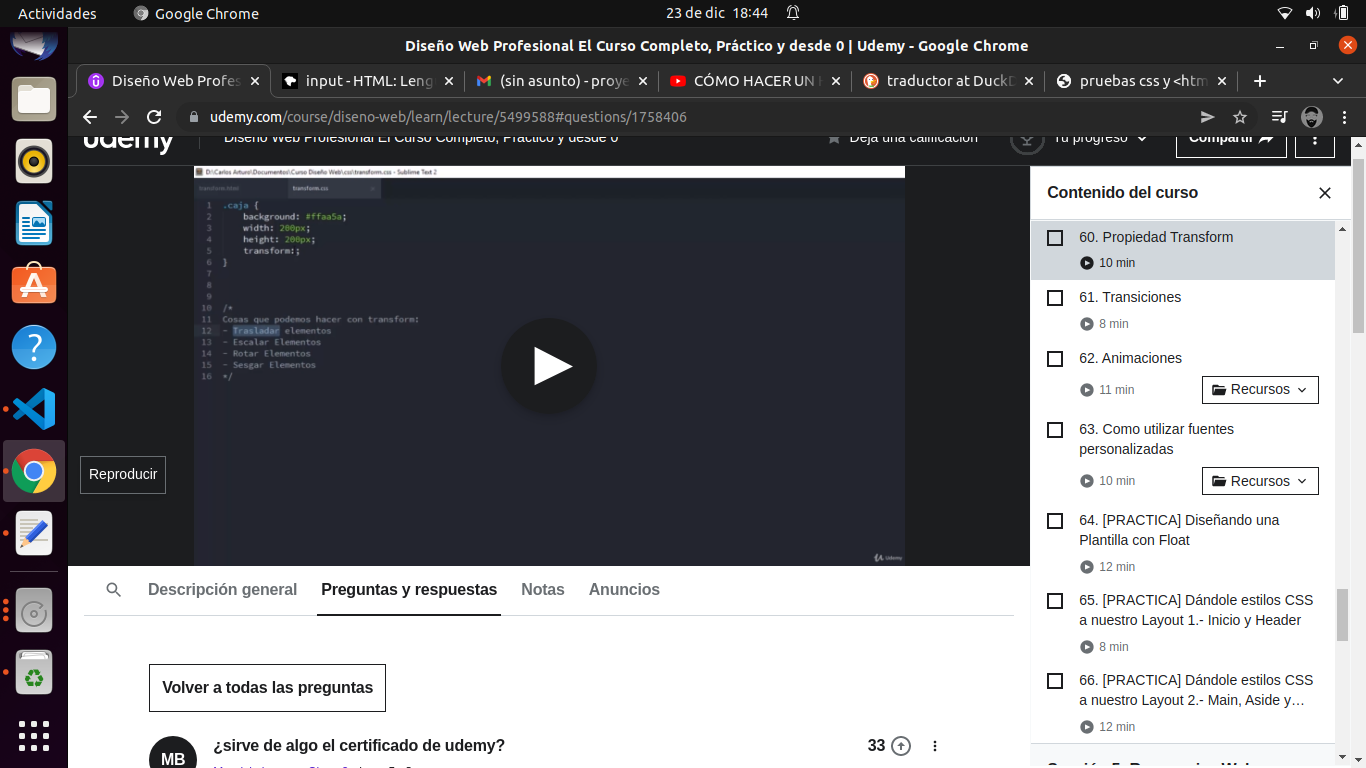 Actividades
Google Chrome
23 de dic 18:44
Diseño Web Profesional El Curso Completo, Práctico y desde 0 | Udemy - Google Chrome
Diseño Web Profes
input - HTML: Leng
(sin asunto) - proye
CÓMO HACER UN
traductor at DuckD
pruebas css y <htm
udemy.com/course/diseno-web/learn/lecture/5499588#questions/1758406
udemy
Diseño Web Profesional El Curso Completo, Práctico y desde 0
Deja una calificación
Tu progreso
Compartir
D:\Carlos Arturo\Documentos\Curso Diseño Web\css\transform.css - Sublime Text 2
transform.html
transform.css
1 .caja {
2 background: #ffaa5a;
3 width: 200px;
4 height: 200px;
5 transform:;
6 }
7
8
9
10 /*
11 Cosas que podemos hacer con transform:
12 - Trasladar elementos
13 - Escalar Elementos
14 - Rotar Elementos
15 - Sesgar Elementos
16 */
Udemy
Reproducir
Contenido del curso
60. Propiedad Transform
10 min
61. Transiciones
8 min
62. Animaciones
11 min
Recursos
63. Como utilizar fuentes
personalizadas
10 min
Recursos
64. [PRACTICA] Diseñando una
Plantilla con Float
12 min
65. [PRACTICA] Dándole estilos CSS
a nuestro Layout 1.- Inicio y Header
8 min
66. [PRACTICA] Dándole estilos CSS
a nuestro Layout 2.- Main, Aside y…
12 min
Descripción general
Preguntas y respuestas
Notas
Anuncios
Volver a todas las preguntas
MB
¿sirve de algo el certificado de udemy?
33